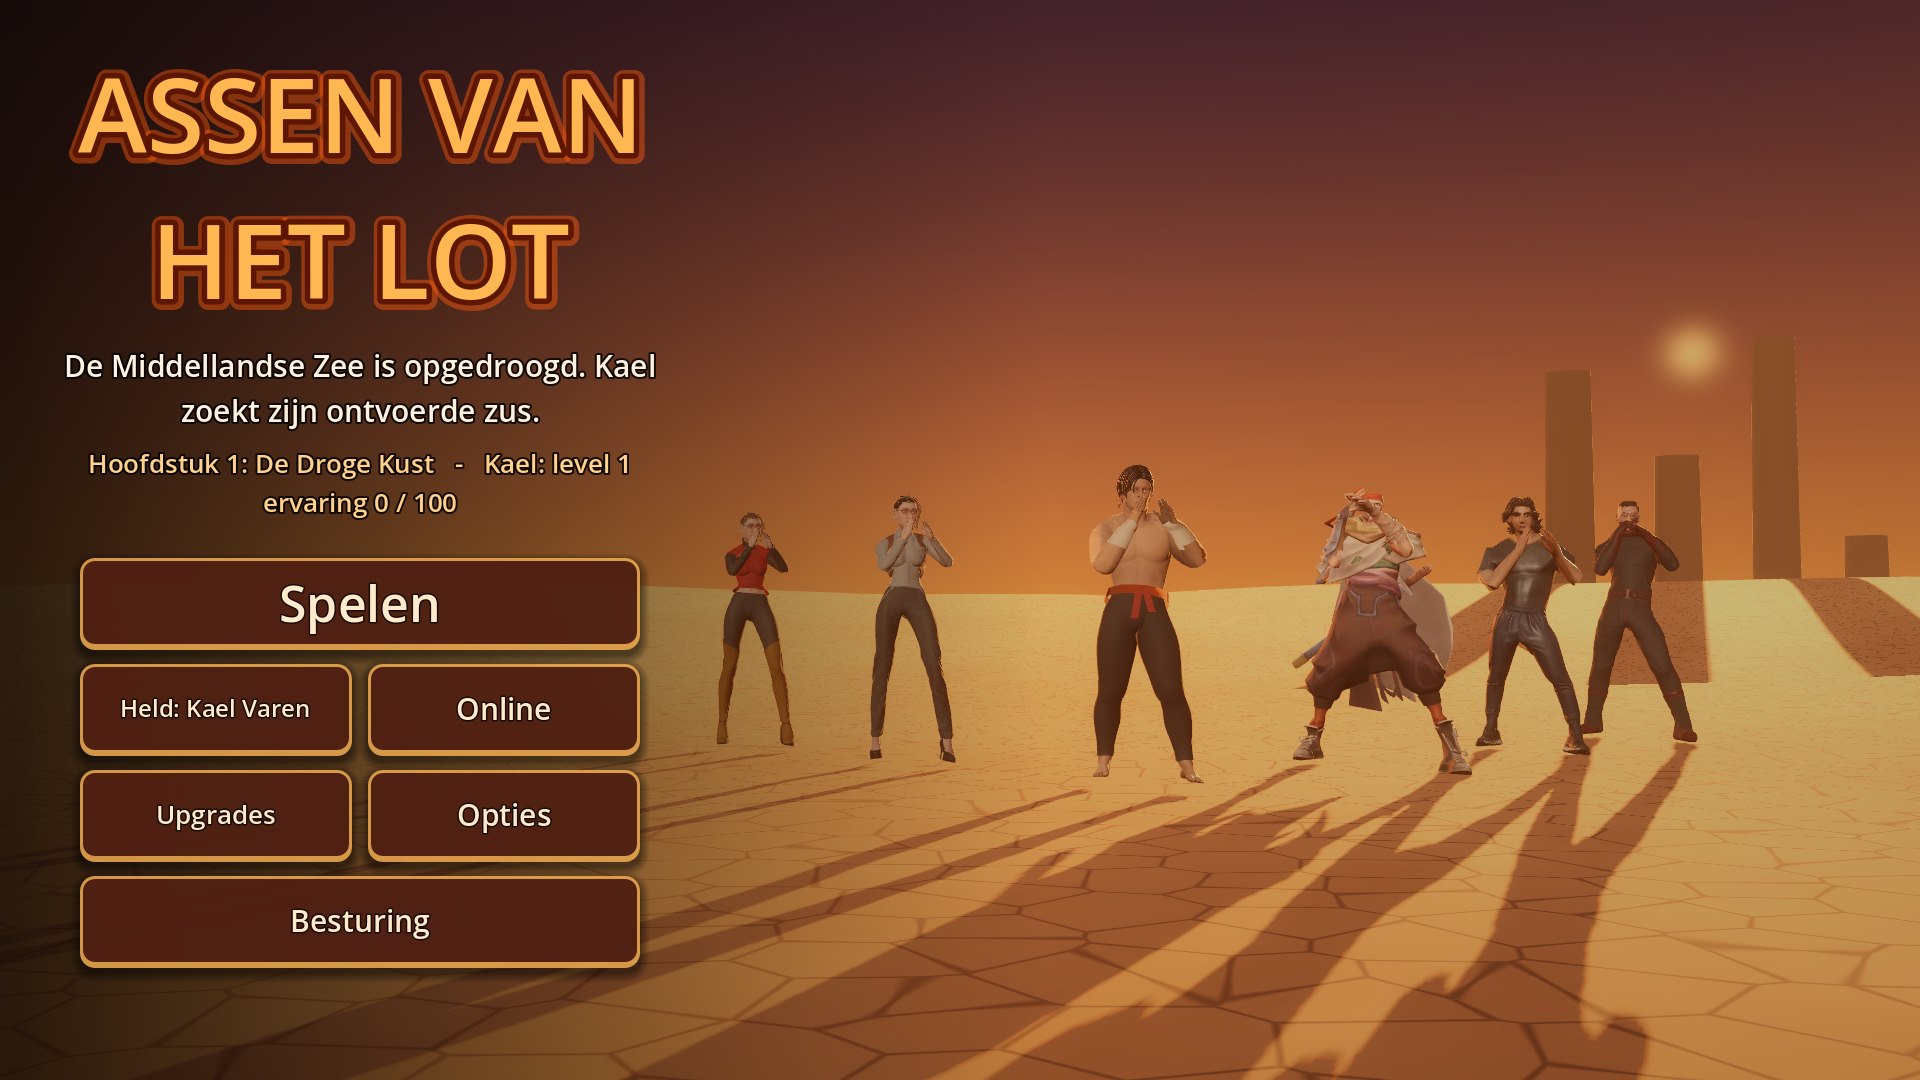 ASSEN VAN
HET LOT
De Middellandse Zee is opgedroogd. Kael
zoekt zijn ontvoerde zus.
Hoofdstuk 1: De Droge Kust - Kael: level 1
ervaring 0 / 100
Spelen
Held: Kael Varen
Online
Upgrades
Opties
Besturing